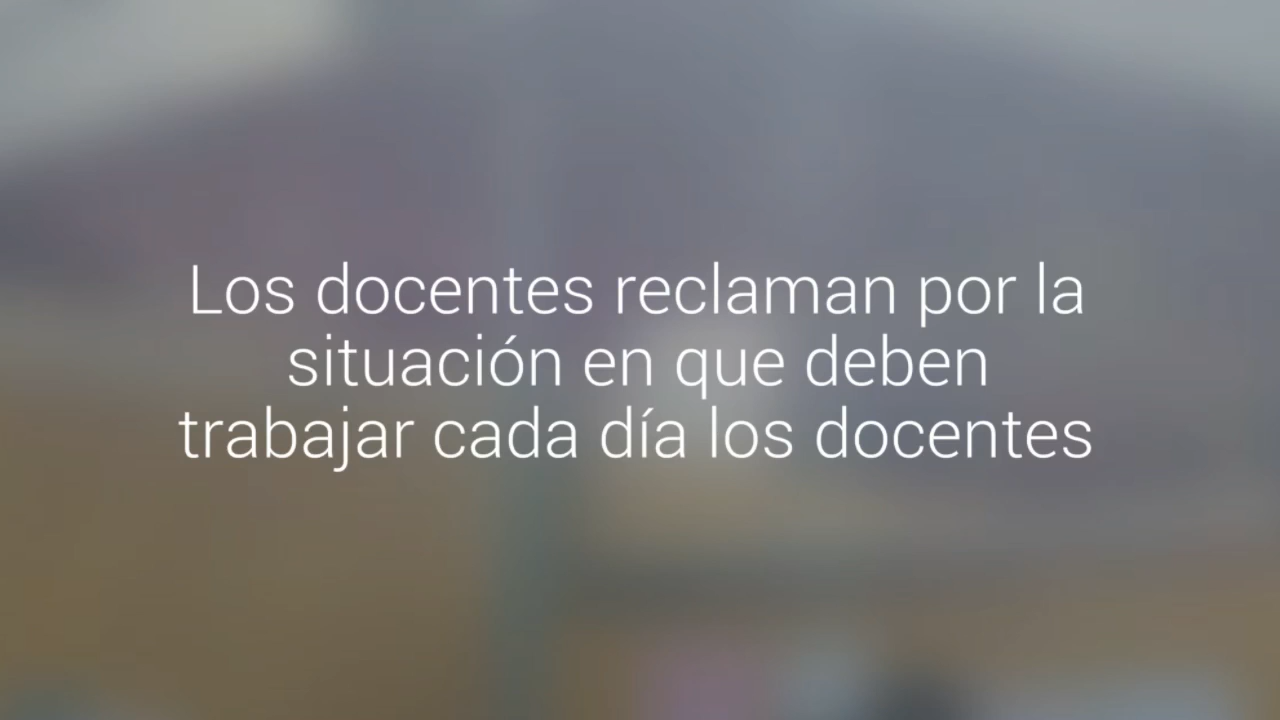 Los docentes reclaman por la
situación en que deben
trabajar cada día los docentes